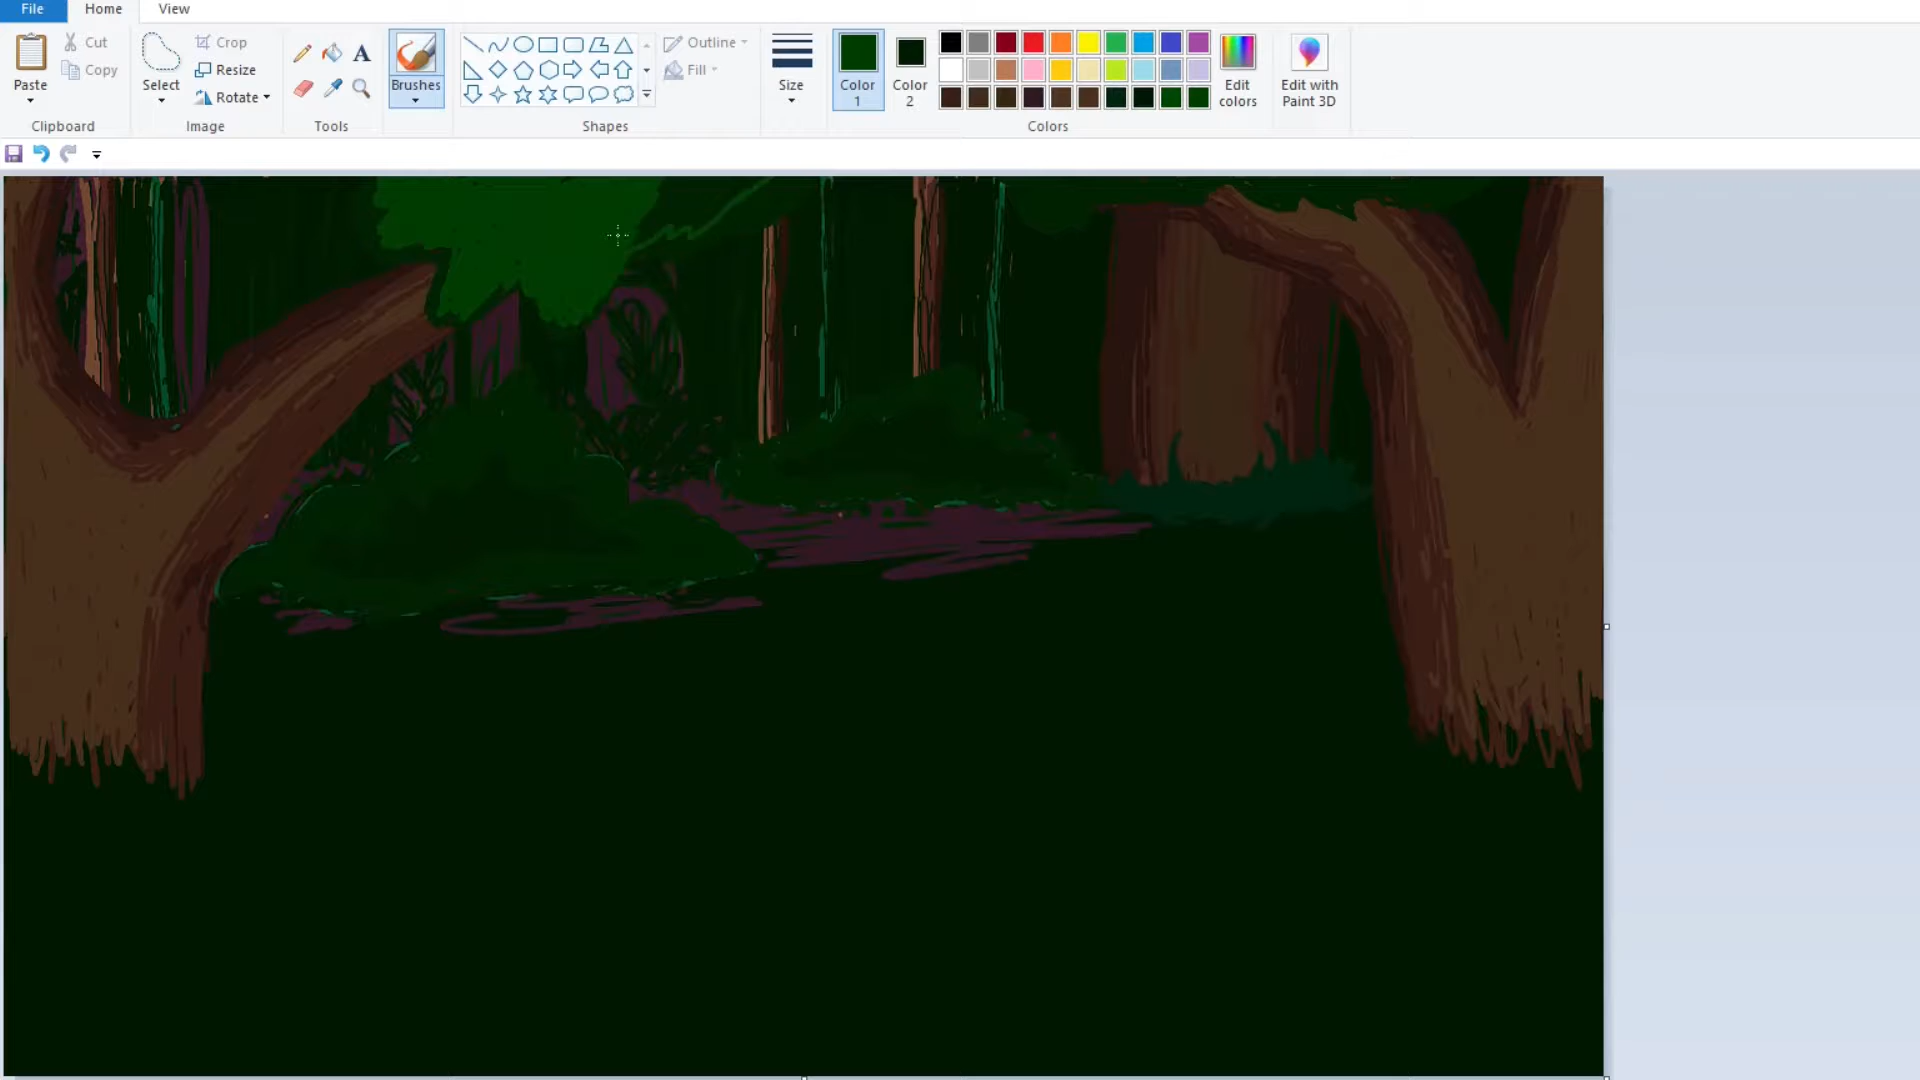 File Home View
Paste
Cut
Copy
Clipboard
Select
Crop
Resize
Rotate
Image
A
Tools
Brushes
Outline
Fill
Shapes
Size
Color
1
Color
2
Edit
colors
Colors
Edit with
Paint 3D